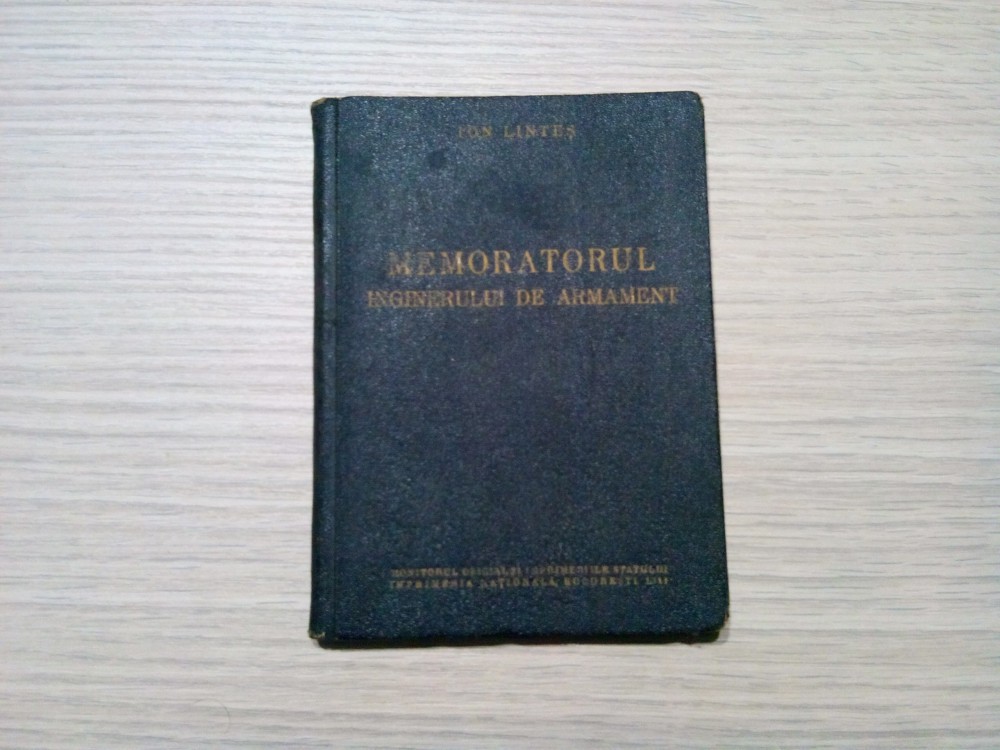 ION LINTEȘ
MEMORATORUL
INGINERULUI DE ARMAMENT
MONITORUL OFICIAL ȘI IMPRIMERIILE STATULUI
IMPRIMERIA NAȚIONALĂ, BUCUREȘTI